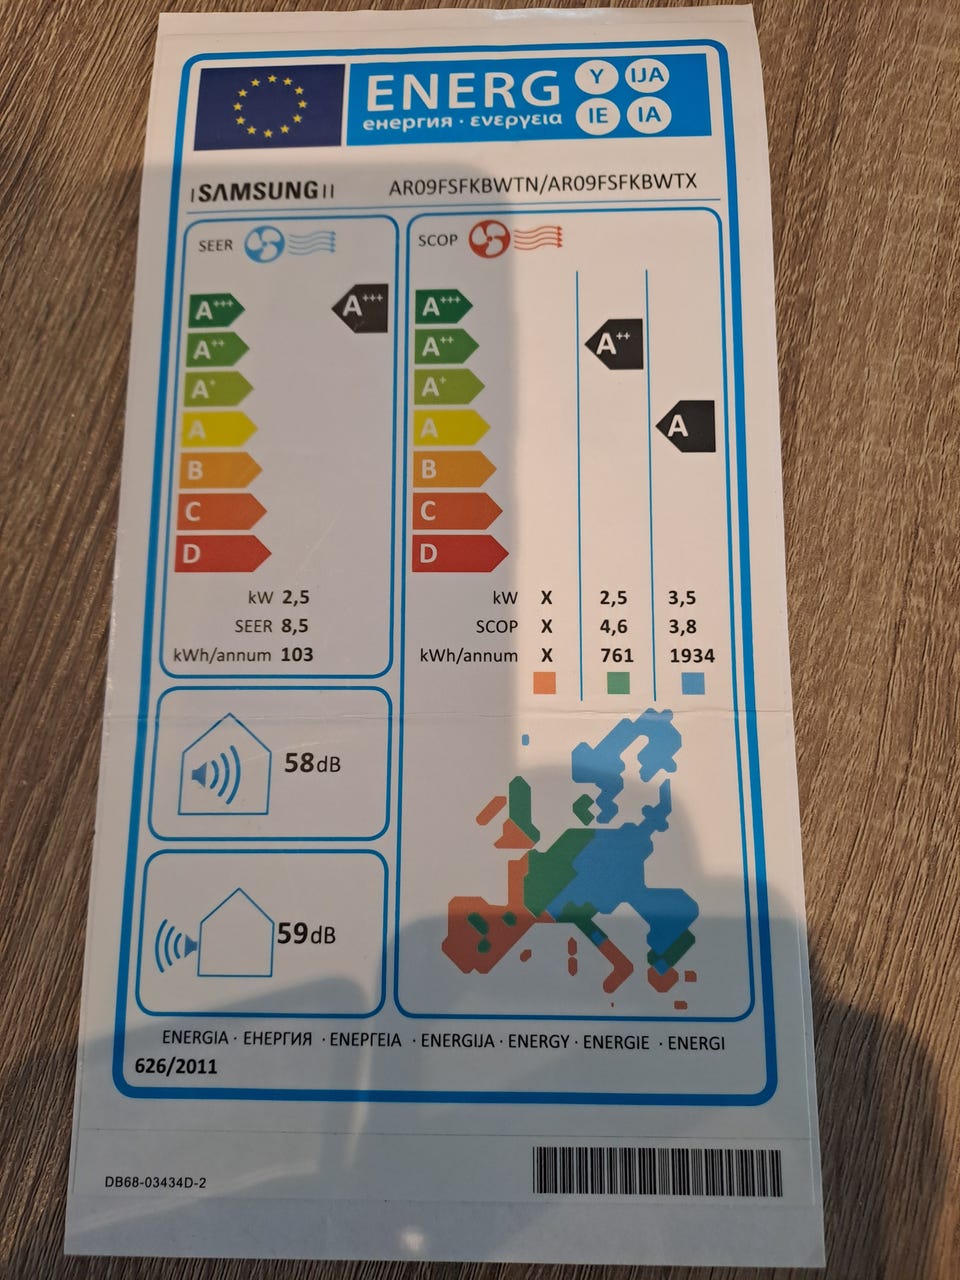 ENERG Y IJA
енергия · ενεργεια IE IA
SAMSUNG AR09FSFKBWTN/AR09FSFKBWTX
SEER
A+++
A+++
A++
A+
A
B
C
D
kW 2,5
SEER 8,5
kWh/annum 103
SCOP
A+++
A++
A++
A+
A
A
B
C
D
kW X 2,5 3,5
SCOP X 4,6 3,8
kWh/annum X 761 1934
58dB
59dB
ENERGIA · ЕНЕРГИЯ · ΕΝΕΡΓΕΙΑ · ENERGIJA · ENERGY · ENERGIE · ENERGI
626/2011
DB68-03434D-2